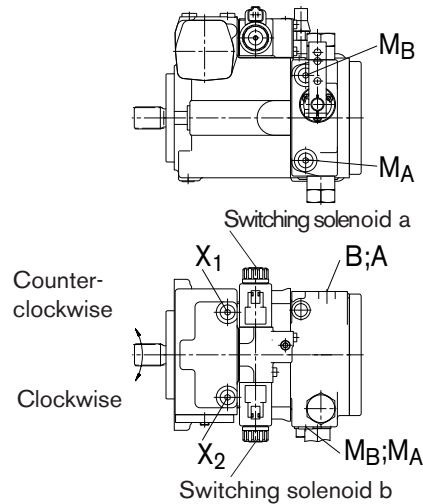 MB
MA
Switching solenoid a
X1
B;A
Counter-
clockwise
Clockwise
X2
MB;MA
Switching solenoid b